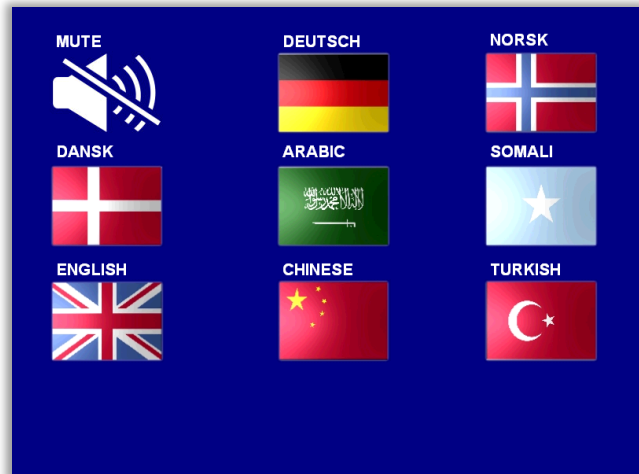 MUTE
DEUTSCH
NORSK
DANSK
ARABIC
SOMALI
ENGLISH
CHINESE
TURKISH